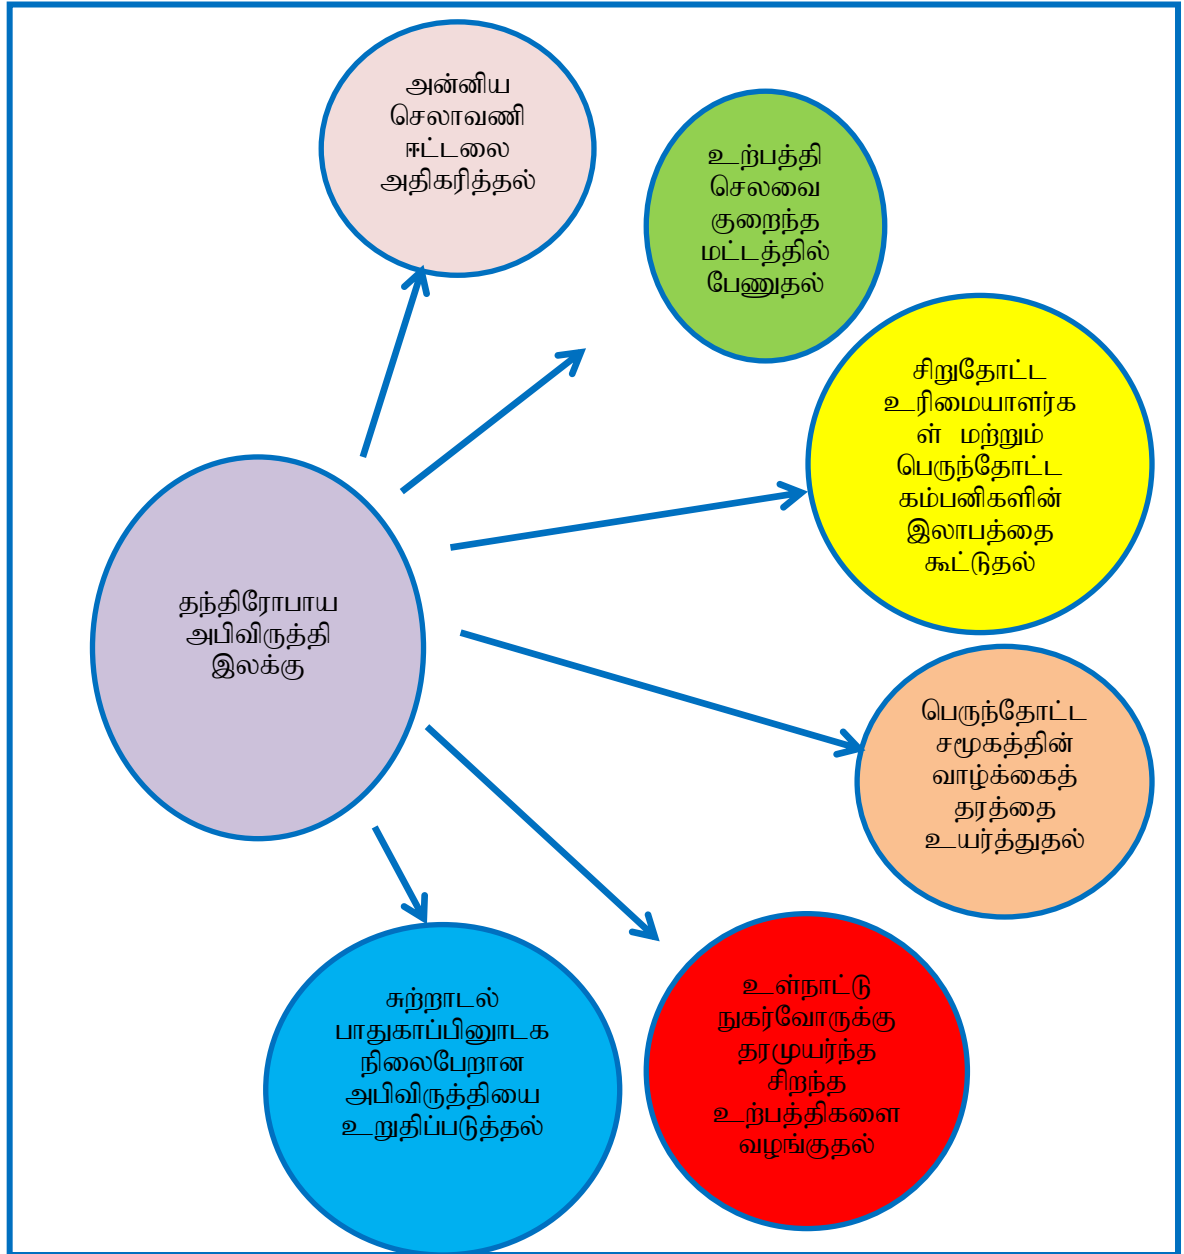 அன்னிய
செலாவணி
ஈட்டலை
அதிகரித்தல்
உற்பத்தி
செலவை
குறைந்த
மட்டத்தில்
பேணுதல்
சிறுதோட்ட
உரிமையாளர்க
ள் மற்றும்
பெருந்தோட்ட
கம்பனிகளின்
இலாபத்தை
கூட்டுதல்
தந்திரோபாய
அபிவிருத்தி
இலக்கு
பெருந்தோட்ட
சமூகத்தின்
வாழ்க்கைத்
தரத்தை
உயர்த்துதல்
சுற்றாடல்
பாதுகாப்பினூடக
நிலைபேறான
அபிவிருத்தியை
உறுதிப்படுத்தல்
உள்நாட்டு
நுகர்வோருக்கு
தரமுயர்ந்த
சிறந்த
உற்பத்திகளை
வழங்குதல்